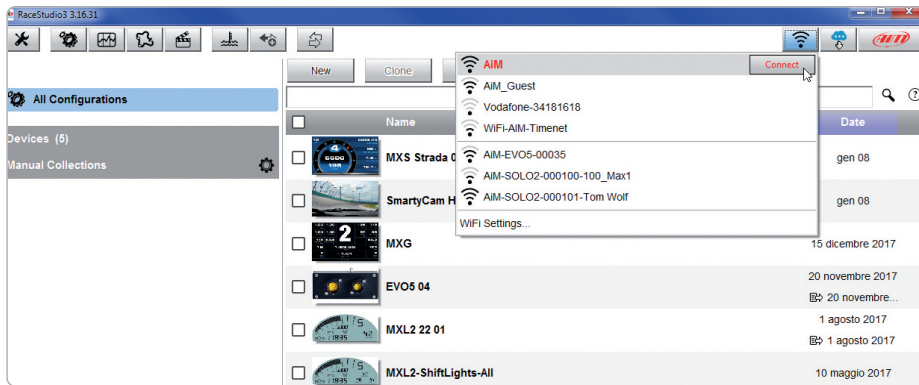 RaceStudio3 3.16.31
AiM
Connect
AiM_Guest
Vodafone-34181618
WiFi-AiM-Timenet
AiM-EVO5-00035
AiM-SOLO2-000100-100_Max1
AiM-SOLO2-000101-Tom Wolf
WiFi Settings...
New
Clone
All Configurations
Devices (5)
Manual Collections
Name
Date
MXS Strada 0
gen 08
SmartyCam H
gen 08
MXG
15 dicembre 2017
EVO5 04
20 novembre 2017
20 novembre...
MXL2 22 01
1 agosto 2017
1 agosto 2017
MXL2-ShiftLights-All
10 maggio 2017